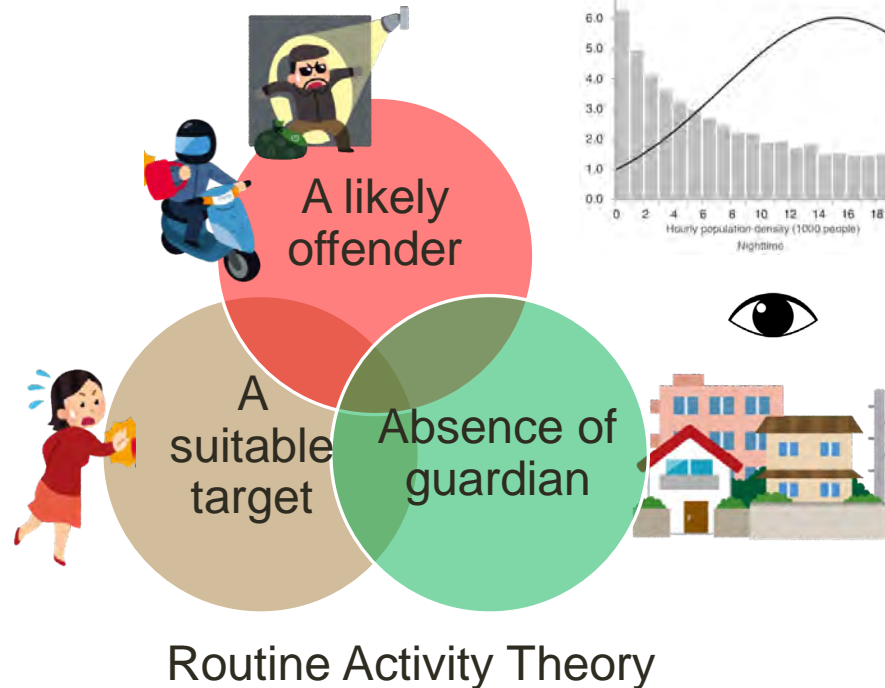 6.0
5.0
4.0
3.0
2.0
1.0
0.0
0 2 4 6 8 10 12 14 16 18
Hourly population density (1000 people)
Nighttime
A likely
offender
A
suitable
target
Absence of
guardian
Routine Activity Theory